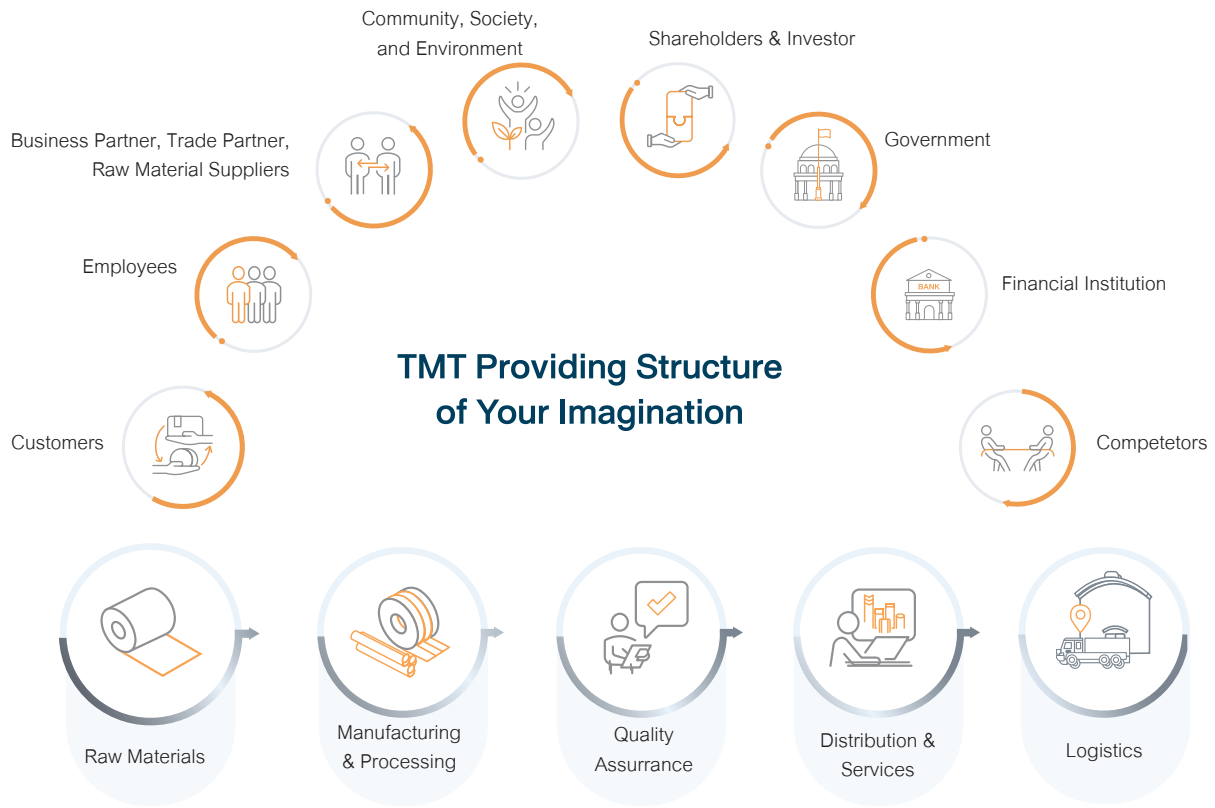 Community, Society,
and Environment
Shareholders & Investor
Business Partner, Trade Partner,
Raw Material Suppliers
Government
Employees
Financial Institution
BANK
TMT Providing Structure
of Your Imagination
Customers
Competetors
Raw Materials
Manufacturing
& Processing
Quality
Assurrance
Distribution &
Services
Logistics